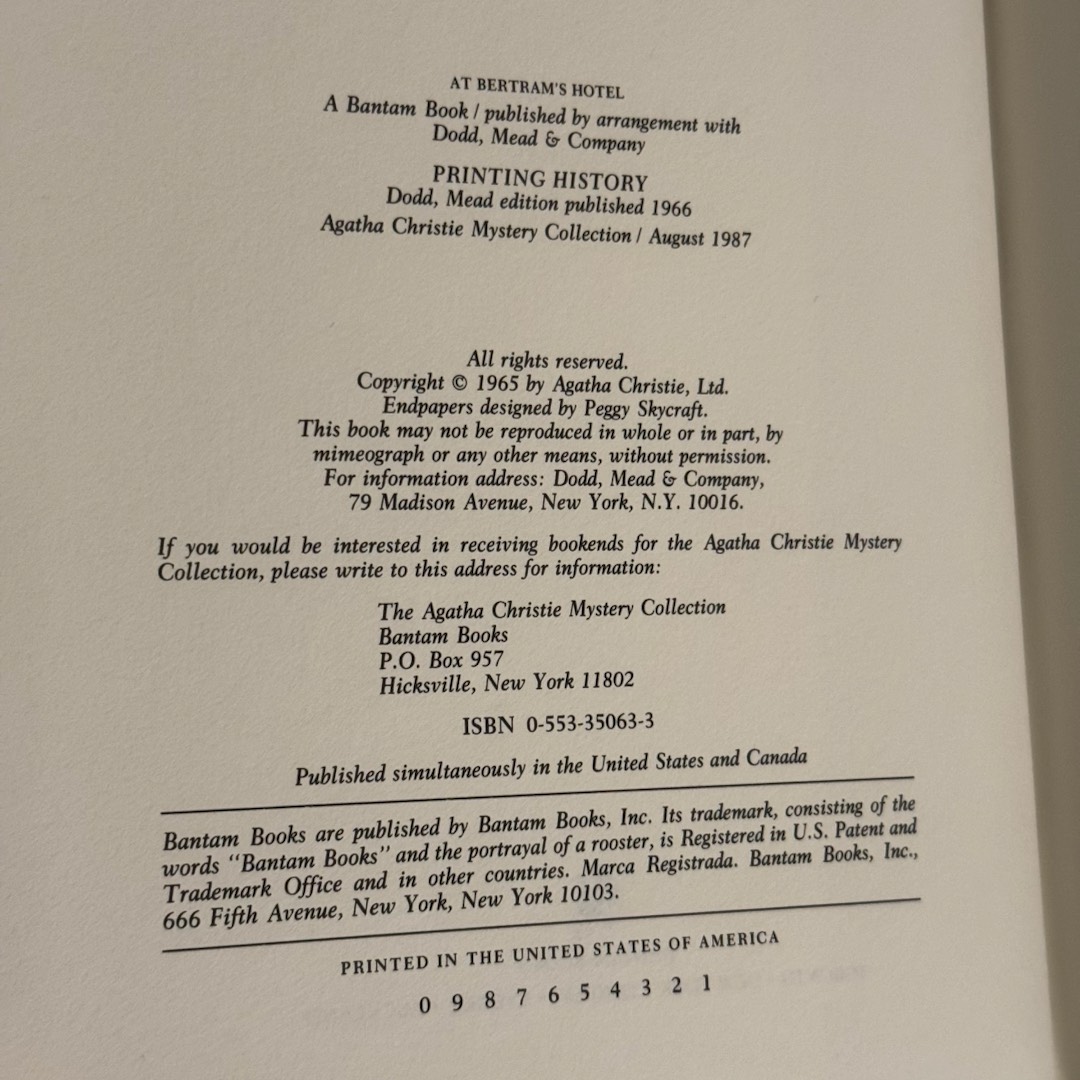 AT BERTRAM'S HOTEL
A Bantam Book / published by arrangement with
Dodd, Mead & Company
PRINTING HISTORY
Dodd, Mead edition published 1966
Agatha Christie Mystery Collection / August 1987
All rights reserved.
Copyright © 1965 by Agatha Christie, Ltd.
Endpapers designed by Peggy Skycraft.
This book may not be reproduced in whole or in part, by
mimeograph or any other means, without permission.
For information address: Dodd, Mead & Company,
79 Madison Avenue, New York, N.Y. 10016.
If you would be interested in receiving bookends for the Agatha Christie Mystery
Collection, please write to this address for information:
The Agatha Christie Mystery Collection
Bantam Books
P.O. Box 957
Hicksville, New York 11802
ISBN 0-553-35063-3
Published simultaneously in the United States and Canada
Bantam Books are published by Bantam Books, Inc. Its trademark, consisting of the
words "Bantam Books" and the portrayal of a rooster, is Registered in U.S. Patent and
Trademark Office and in other countries. Marca Registrada. Bantam Books, Inc.,
666 Fifth Avenue, New York, New York 10103.
PRINTED IN THE UNITED STATES OF AMERICA
0 9 8 7 6 5 4 3 2 1